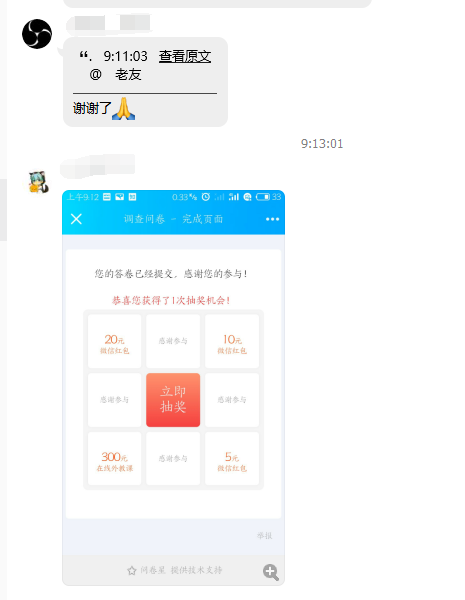 ❝. 9:11:03 查看原文
@ 老友
谢谢了🙏
9:13:01
上午9:12
0.33K/s
33
调查问卷 - 完成页面
您的答卷已经提交,感谢您的参与!
恭喜您获得了1次抽奖机会!
20元
微信红包
感谢参与
10元
微信红包
感谢参与
立即
抽奖
感谢参与
300元
在线外教课
感谢参与
5元
微信红包
举报
问卷星 提供技术支持